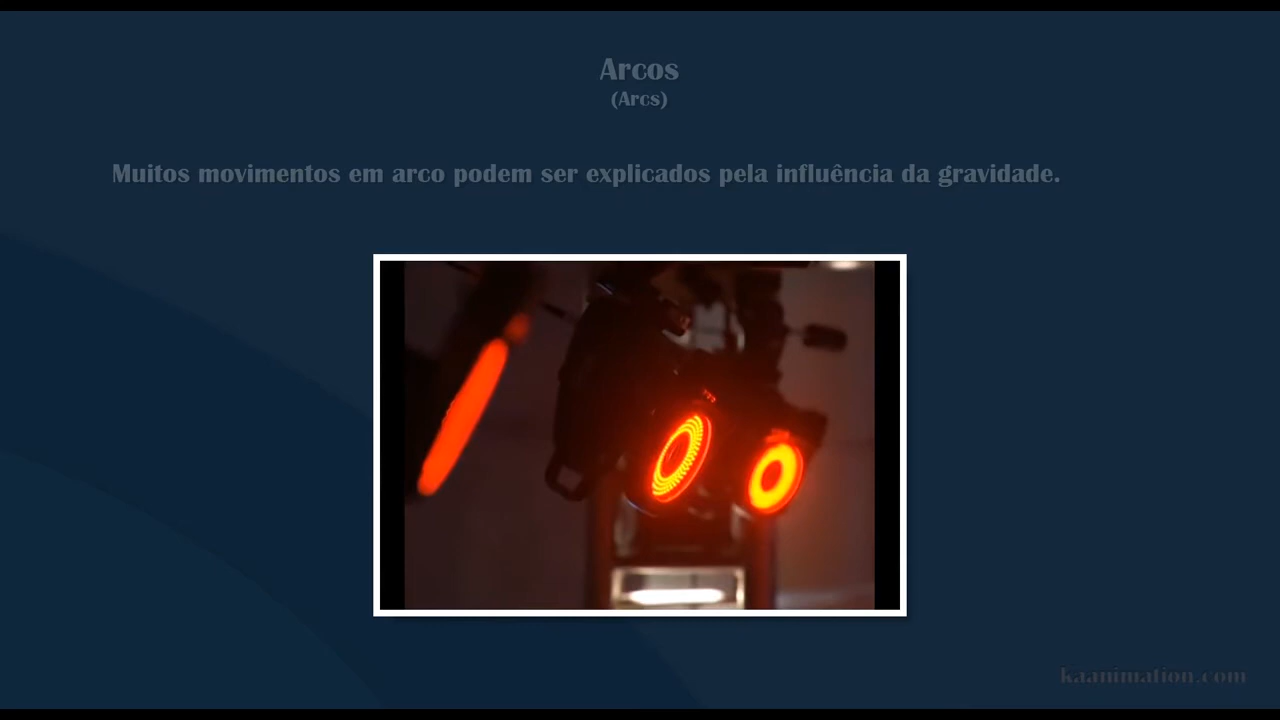 Arcos
(Arcs)
Muitos movimentos em arco podem ser explicados pela influência da gravidade.
kaanimation.com